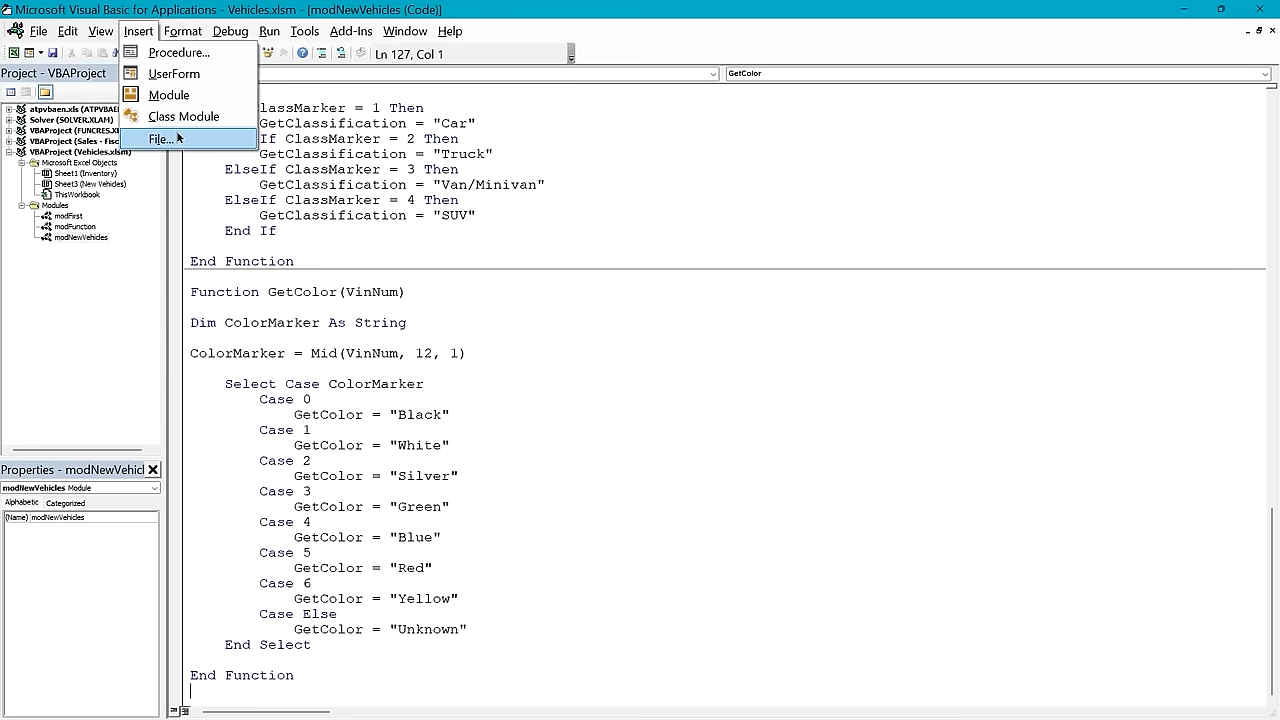 Microsoft Visual Basic for Applications - Vehicles.xlsm - [modNewVehicles (Code)]
File Edit View Insert Format Debug Run Tools Add-Ins Window Help
Ln 127, Col 1
Procedure...
UserForm
Module
Class Module
File...
Project - VBAProject
atpvbaen.xls (ATPVBAE
Solver (SOLVER.XLAM)
VBAProject (FUNCRES.XL
VBAProject (Sales - Fisc
VBAProject (Vehicles.xlsm)
Microsoft Excel Objects
Sheet1 (Inventory)
Sheet3 (New Vehicles)
ThisWorkbook
Modules
modFirst
modFunction
modNewVehicles
Properties - modNewVehicl
modNewVehicles Module
Alphabetic Categorized
(Name) modNewVehicles
GetColor
lassMarker = 1 Then
GetClassification = "Car"
If ClassMarker = 2 Then
GetClassification = "Truck"
ElseIf ClassMarker = 3 Then
GetClassification = "Van/Minivan"
ElseIf ClassMarker = 4 Then
GetClassification = "SUV"
End If
End Function
Function GetColor(VinNum)
Dim ColorMarker As String
ColorMarker = Mid(VinNum, 12, 1)
Select Case ColorMarker
Case 0
GetColor = "Black"
Case 1
GetColor = "White"
Case 2
GetColor = "Silver"
Case 3
GetColor = "Green"
Case 4
GetColor = "Blue"
Case 5
GetColor = "Red"
Case 6
GetColor = "Yellow"
Case Else
GetColor = "Unknown"
End Select
End Function